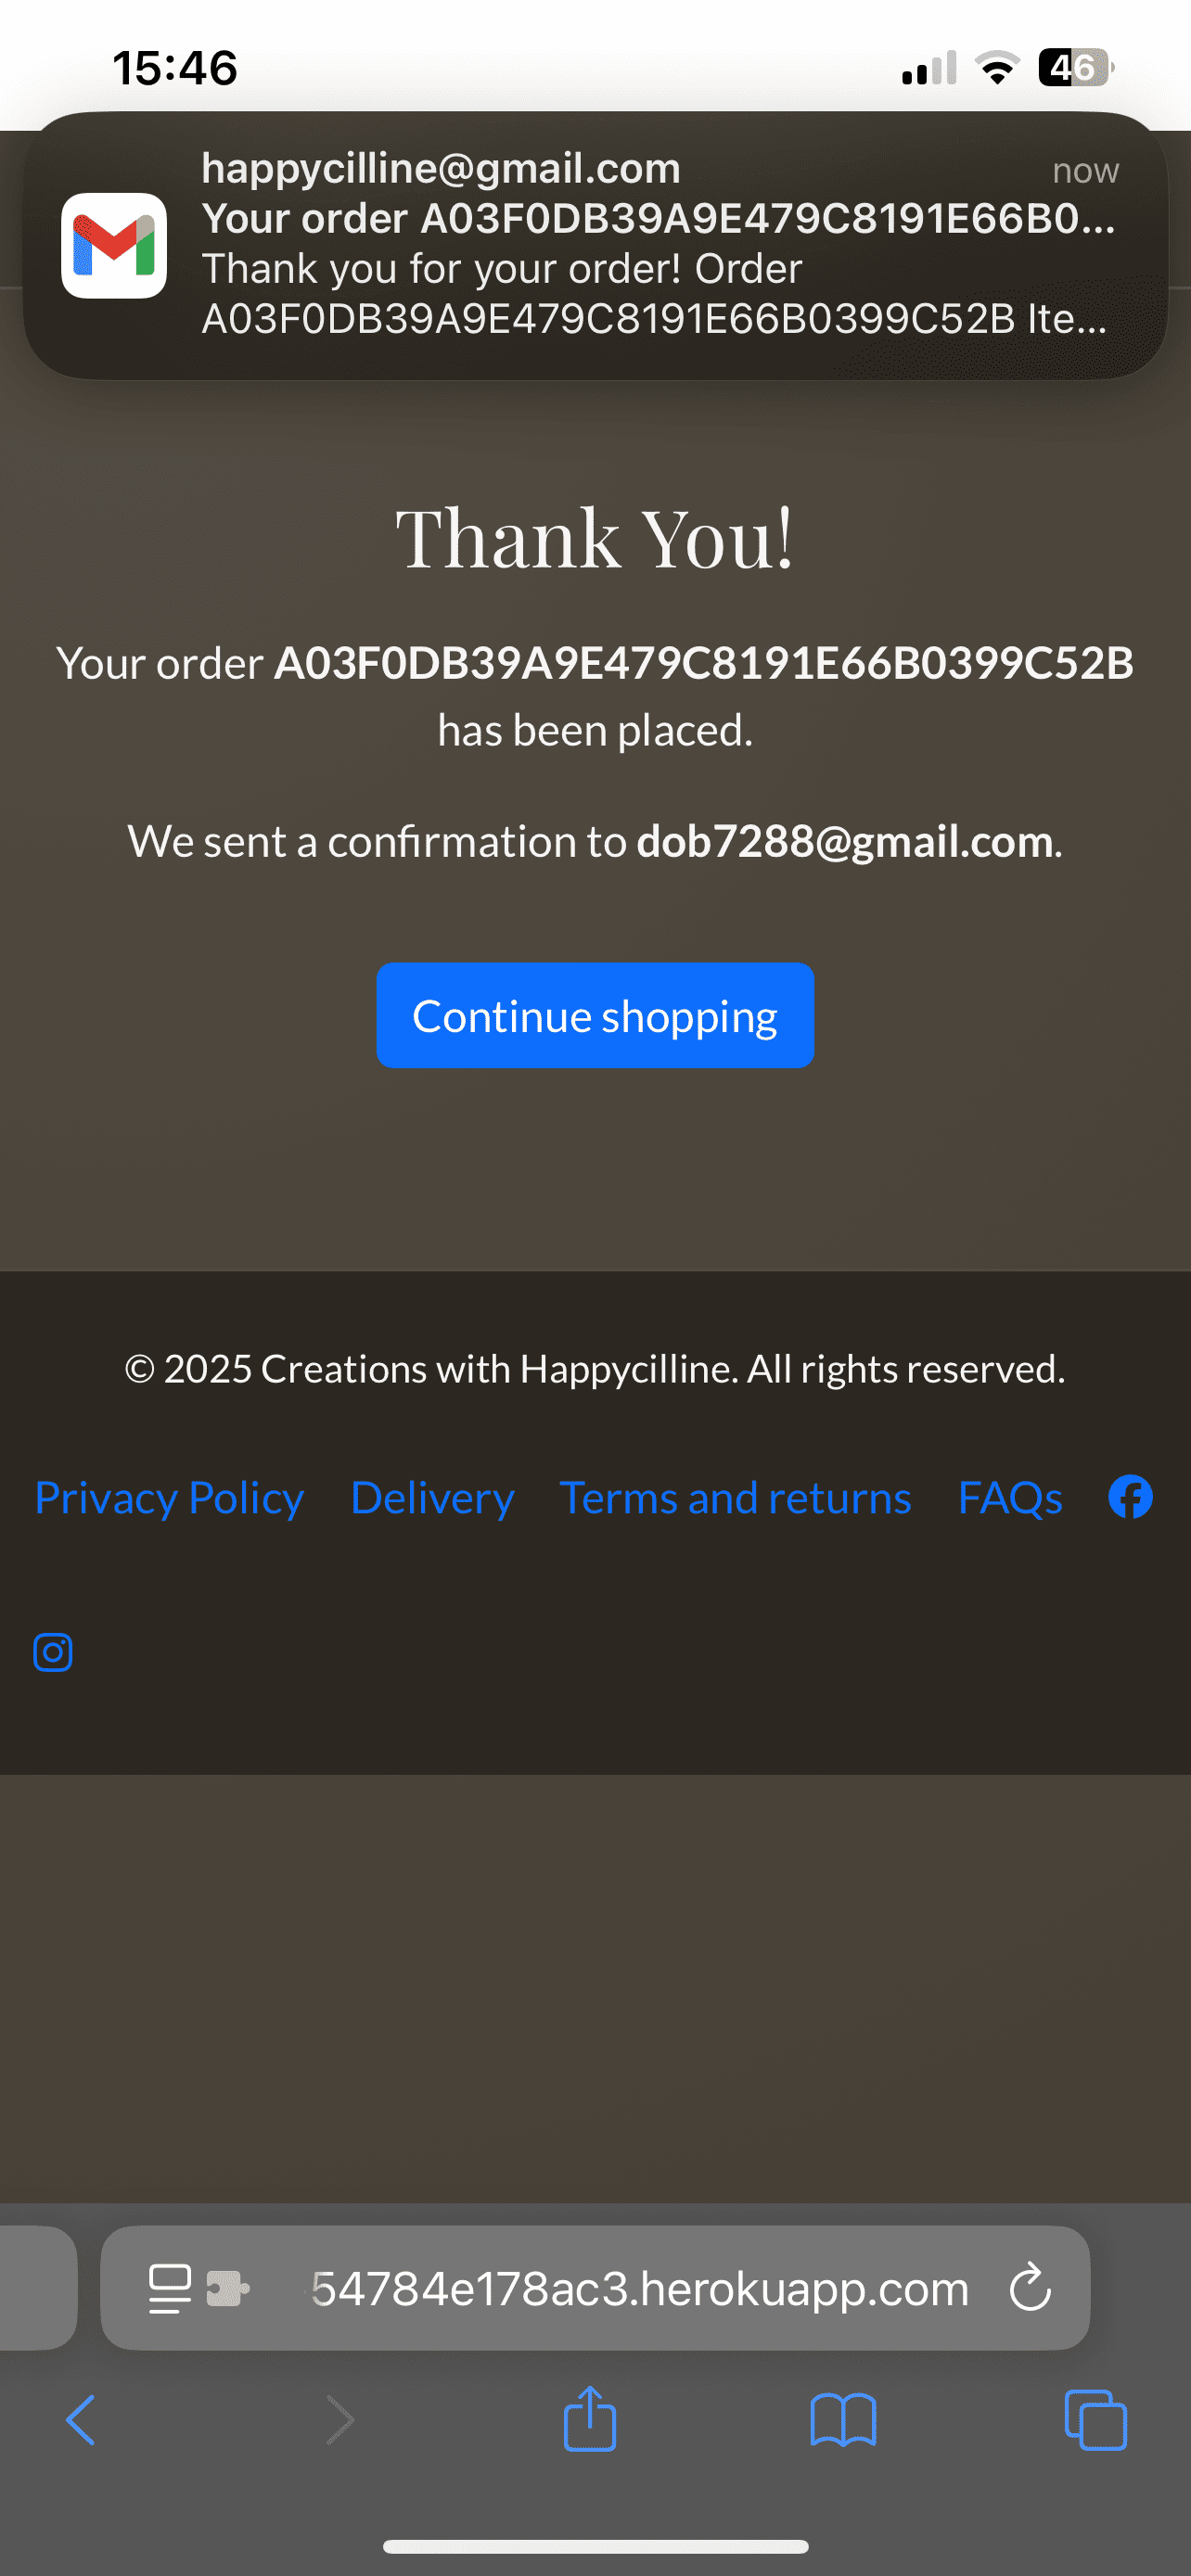 15:46
46
happycilline@gmail.com
now
Your order A03F0DB39A9E479C8191E66B0...
Thank you for your order! Order
A03F0DB39A9E479C8191E66B0399C52B Ite...
Thank You!
Your order A03F0DB39A9E479C8191E66B0399C52B
has been placed.
We sent a confirmation to dob7288@gmail.com.
Continue shopping
© 2025 Creations with Happycilline. All rights reserved.
Privacy Policy Delivery Terms and returns FAQs
54784e178ac3.herokuapp.com